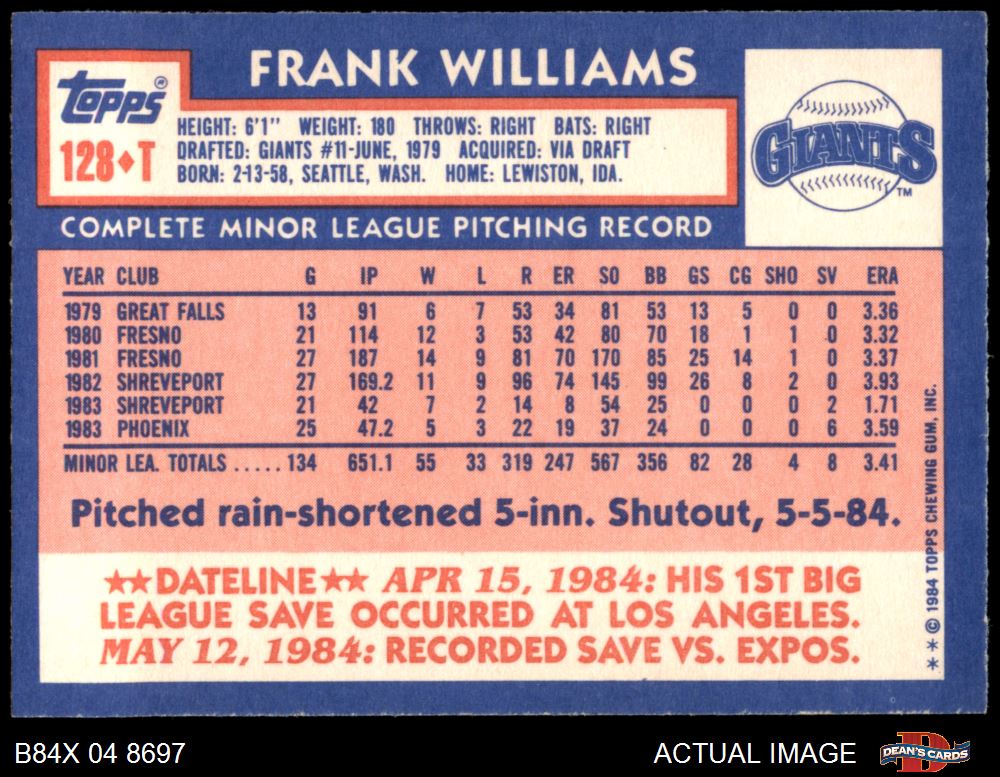 FRANK WILLIAMS
Topps®
128♦T
HEIGHT: 6'1" WEIGHT: 180 THROWS: RIGHT BATS: RIGHT
DRAFTED: GIANTS #11-JUNE, 1979 ACQUIRED: VIA DRAFT
BORN: 2-13-58, SEATTLE, WASH. HOME: LEWISTON, IDA.
GIANTS
TM
COMPLETE MINOR LEAGUE PITCHING RECORD
YEAR CLUB G IP W L R ER SO BB GS CG SHO SV ERA
1979 GREAT FALLS 13 91 6 7 53 34 81 53 13 5 0 0 3.36
1980 FRESNO 21 114 12 3 53 42 80 70 18 1 1 0 3.32
1981 FRESNO 27 187 14 9 81 70 170 85 25 14 1 0 3.37
1982 SHREVEPORT 27 169.2 11 9 96 74 145 99 26 8 2 0 3.93
1983 SHREVEPORT 21 42 7 2 14 8 54 25 0 0 0 2 1.71
1983 PHOENIX 25 47.2 5 3 22 19 37 24 0 0 0 6 3.59
MINOR LEA. TOTALS ..... 134 651.1 55 33 319 247 567 356 82 28 4 8 3.41
Pitched rain-shortened 5-inn. Shutout, 5-5-84.
★★DATELINE★★ APR 15, 1984: HIS 1ST BIG
LEAGUE SAVE OCCURRED AT LOS ANGELES.
MAY 12, 1984: RECORDED SAVE VS. EXPOS.
** © 1984 TOPPS CHEWING GUM, INC.
B84X 04 8697
ACTUAL IMAGE
D
DEAN'S CARDS